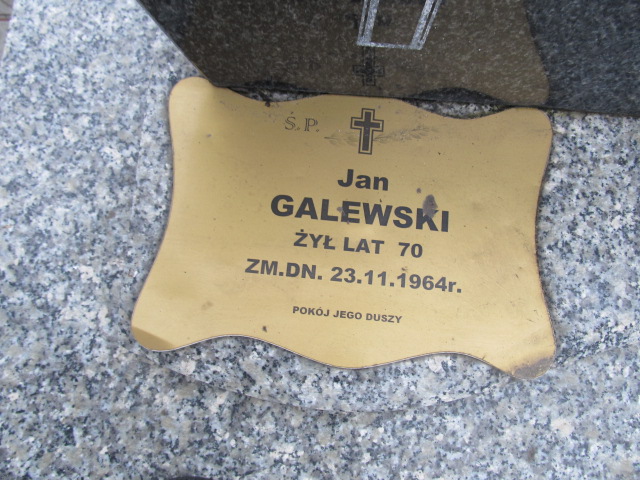 Ś.P.
Jan
GALEWSKI
ŻYŁ LAT 70
ZM.DN. 23.11.1964r.
POKÓJ JEGO DUSZY